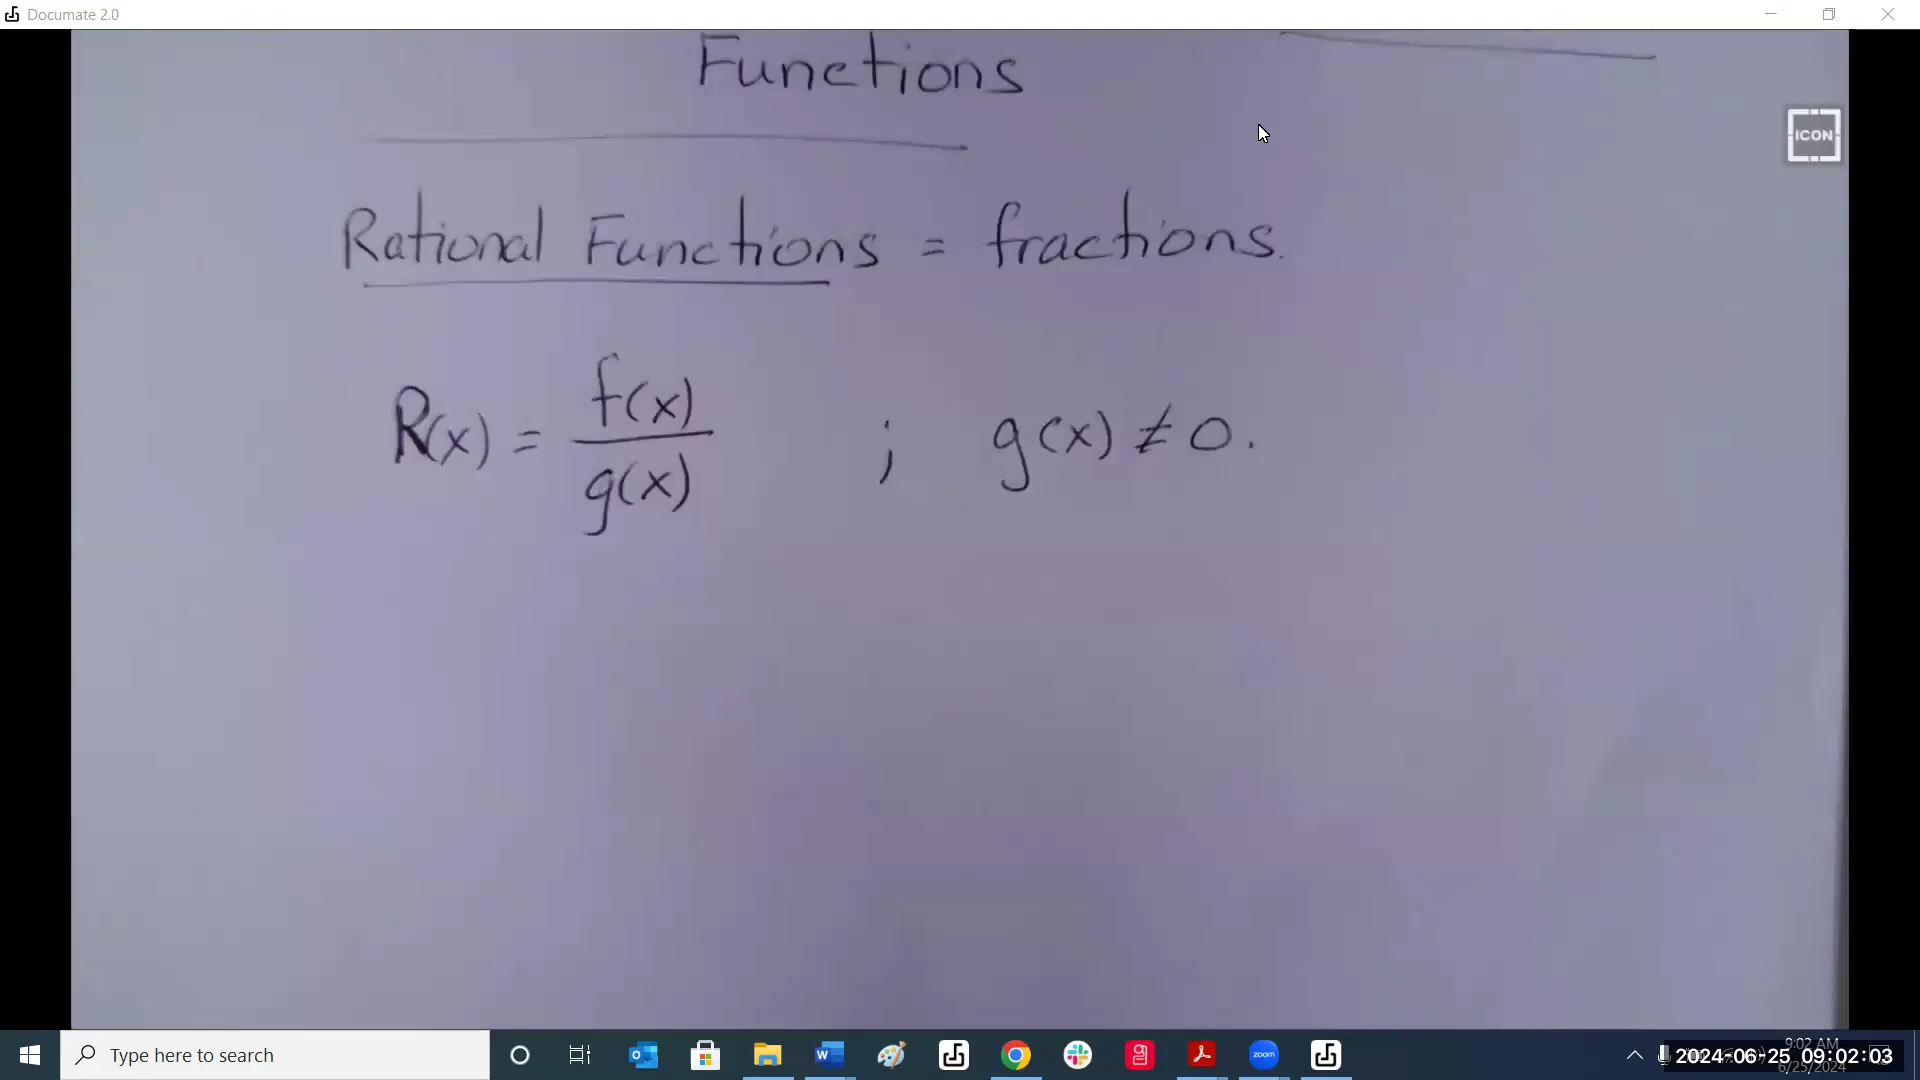 Documate 2.0
Functions
ICON
Rational Functions = fractions.
R(x) = f(x) / g(x) ; g(x) ≠ 0.
Type here to search
zoom
9:02 AM
2024-06-25 09:02:03
6/25/2024